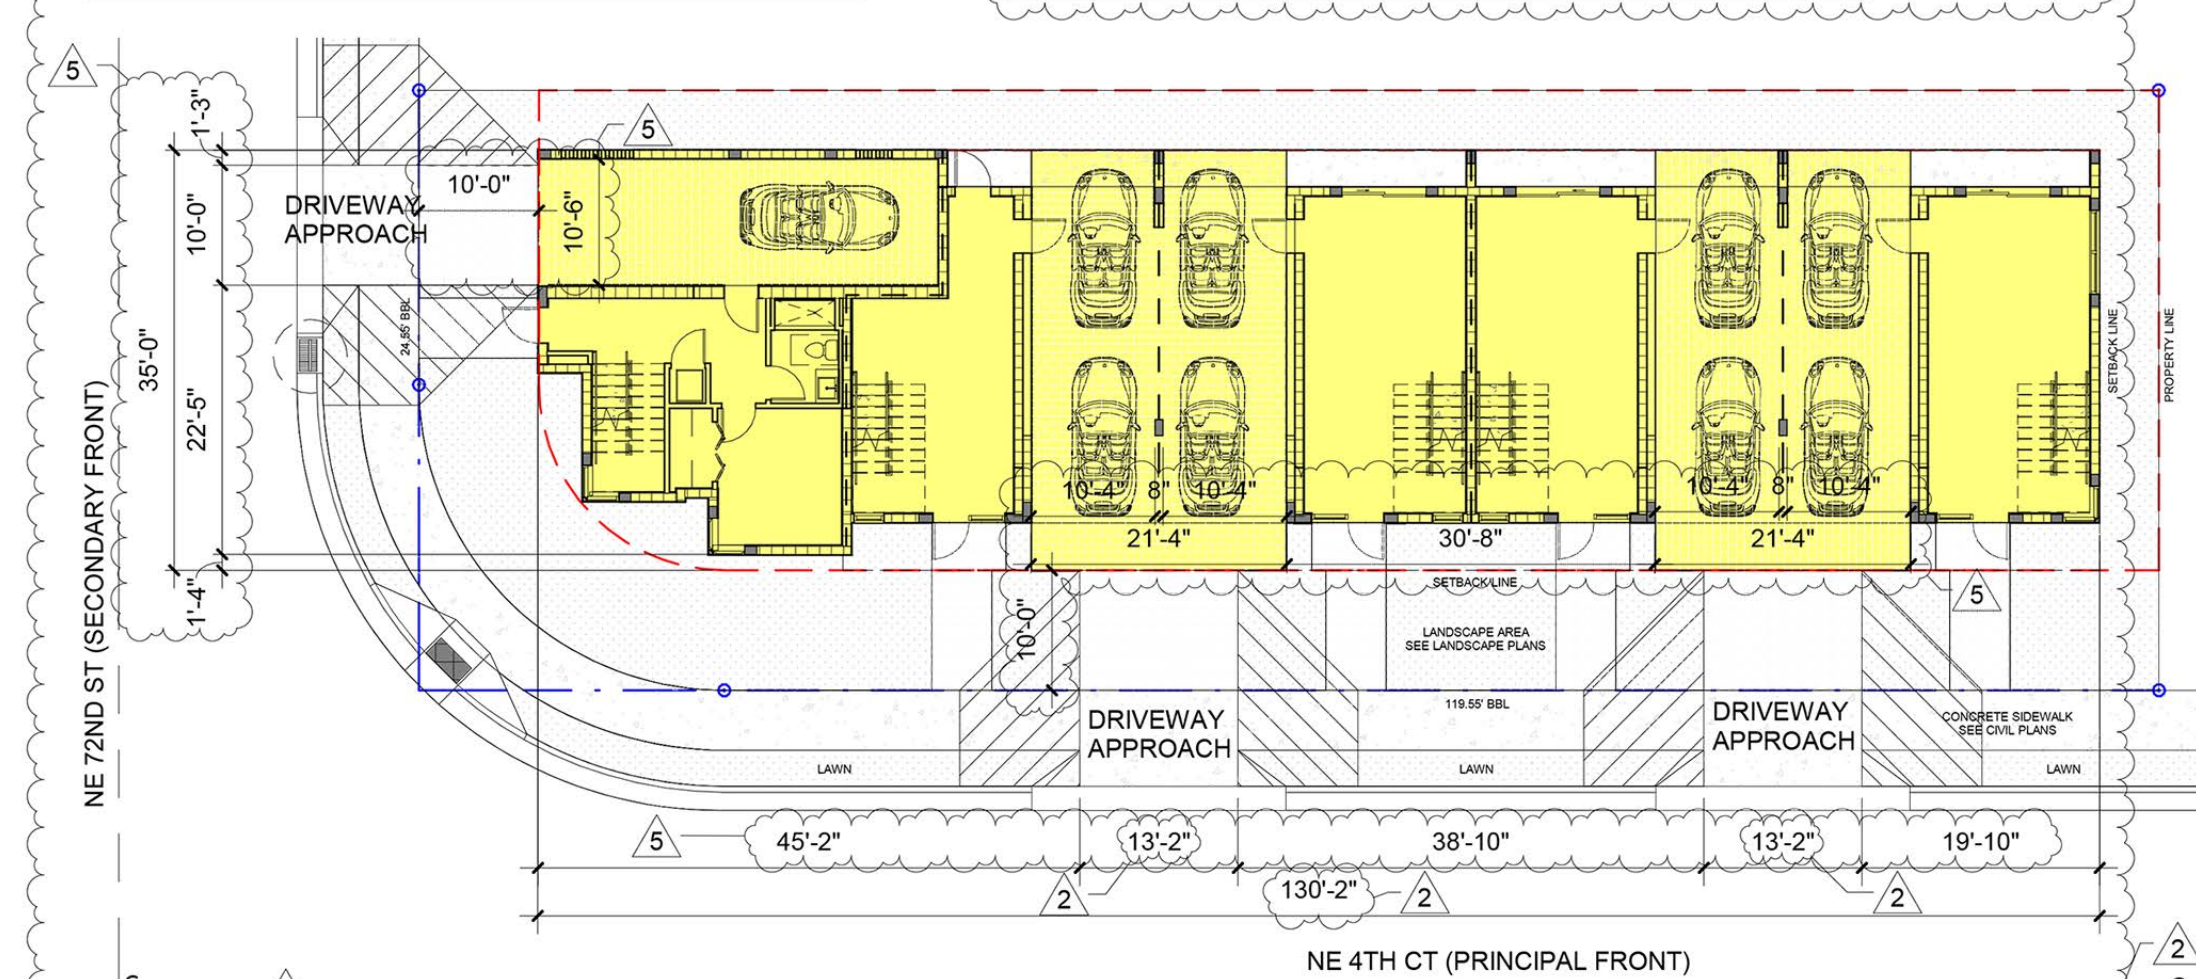 5
1'-3"
5
10'-0"
10'-0"
DRIVEWAY
APPROACH
10'-6"
35'-0"
24.55' BBL
22'-5"
1'-4"
NE 72ND ST (SECONDARY FRONT)
SETBACK LINE
PROPERTY LINE
10'-4" 8" 10'-4"
21'-4"
30'-8"
10'-4" 8" 10'-4"
21'-4"
SETBACK LINE
5
10'-0"
LANDSCAPE AREA
SEE LANDSCAPE PLANS
119.55' BBL
DRIVEWAY
APPROACH
DRIVEWAY
APPROACH
CONCRETE SIDEWALK
SEE CIVIL PLANS
LAWN
LAWN
LAWN
5
45'-2"
13'-2"
38'-10"
13'-2"
19'-10"
2
130'-2"
2
2
NE 4TH CT (PRINCIPAL FRONT)
2